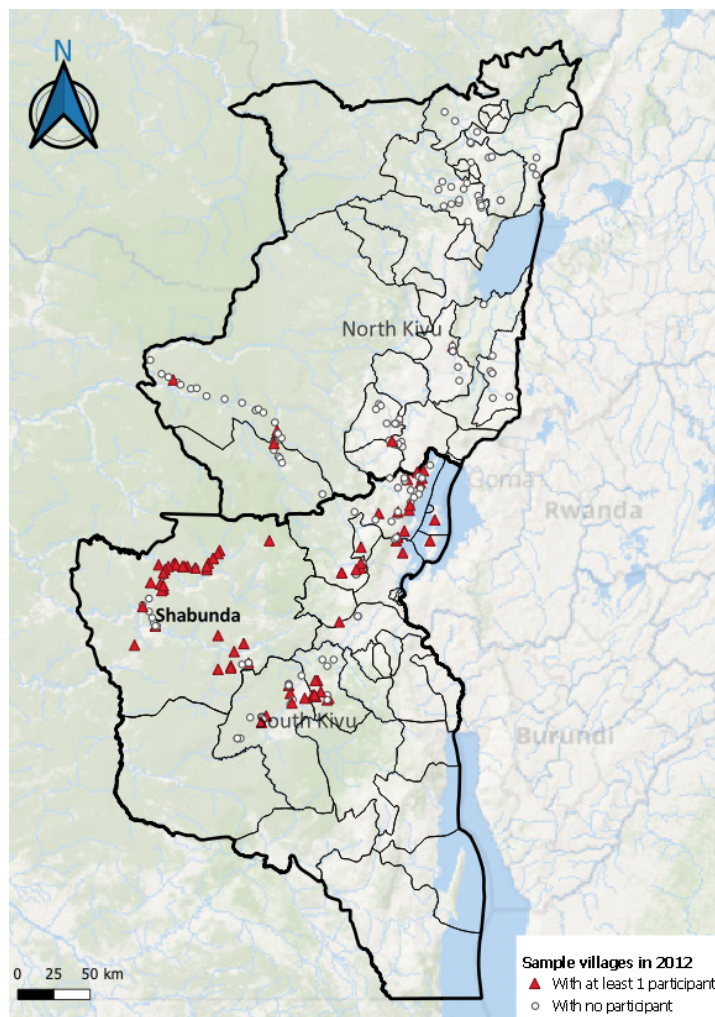 N
North Kivu
Goma
Rwanda
Shabunda
South Kivu
Burundi
0 25 50 km
Sample villages in 2012
With at least 1 participant
With no participant